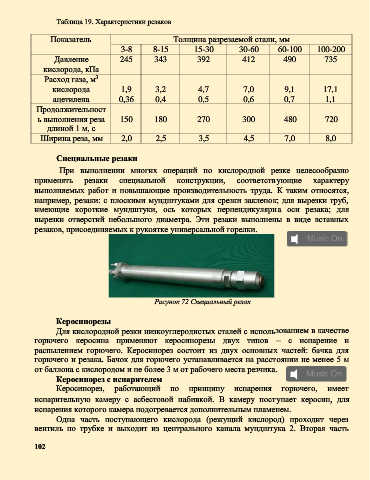 Таблица 19. Характеристики резаков
Показатель Толщина разрезаемой стали, мм
3-8 8-15 15-30 30-60 60-100 100-200
Давление кислорода, кПа 245 343 392 412 490 735
Расход газа, м³
кислорода 1,9 3,2 4,7 7,0 9,1 17,1
ацетилена 0,36 0,4 0,5 0,6 0,7 1,1
Продолжительност
ь выполнения реза 150 180 270 300 480 720
длиной 1 м, с
Ширина реза, мм 2,0 2,5 3,5 4,5 7,0 8,0
Специальные резаки
При выполнении многих операций по кислородной резке целесообразно
применять резаки специальной конструкции, соответствующие характеру
выполняемых работ и повышающие производительность труда. К таким относятся,
например, резаки: с плоскими мундштуками для срезки заклепок; для вырезки труб,
имеющие короткие мундштуки, ось которых перпендикулярна оси резака; для
вырезки отверстий небольшого диаметра. Эти резаки выполнены в виде вставных
резаков, присоединяемых к рукоятке универсальной горелки.
Music On
Рисунок 72 Специальный резак
Керосинорезы
Для кислородной резки низкоуглеродистых сталей с использованием в качестве
горючего керосина применяют керосинорезы двух типов – с испарение и
распылением горючего. Керосинорез состоит из двух основных частей: бачка для
горючего и резака. Бачок для горючего устанавливается на расстоянии не менее 5 м
от баллона с кислородом и не более 3 м от рабочего места резчика.
Music On
Керосинорез с испарителем
Керосинорез, работающий по принципу испарения горючего, имеет
испарительную камеру с асбестовой набивкой. В камеру поступает керосин, для
испарения которого камера подогревается дополнительным пламенем.
Одна часть поступающего кислорода (режущий кислород) проходит через
вентиль по трубке и выходит из центрального канала мундштука 2. Вторая часть
102